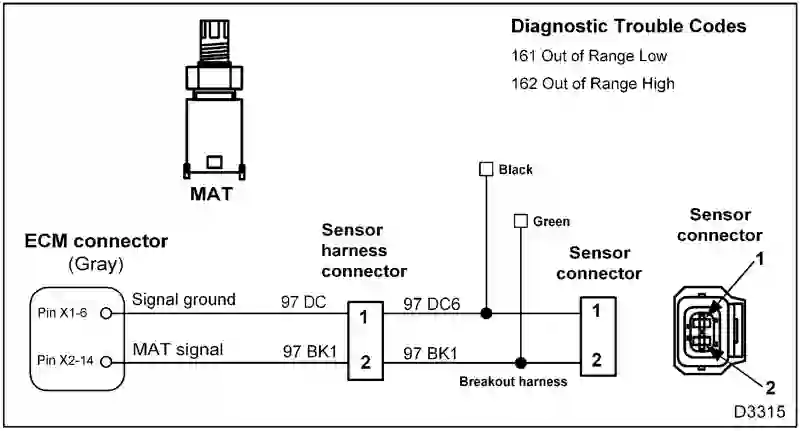 Diagnostic Trouble Codes
161 Out of Range Low
162 Out of Range High
MAT
Black
Green
ECM connector
(Gray)
Sensor
harness
connector
Sensor
connector
Sensor
connector
1
2
Pin X1-6
Signal ground
97 DC
1
97 DC6
1
Pin X2-14
MAT signal
97 BK1
2
97 BK1
2
Breakout harness
D3315